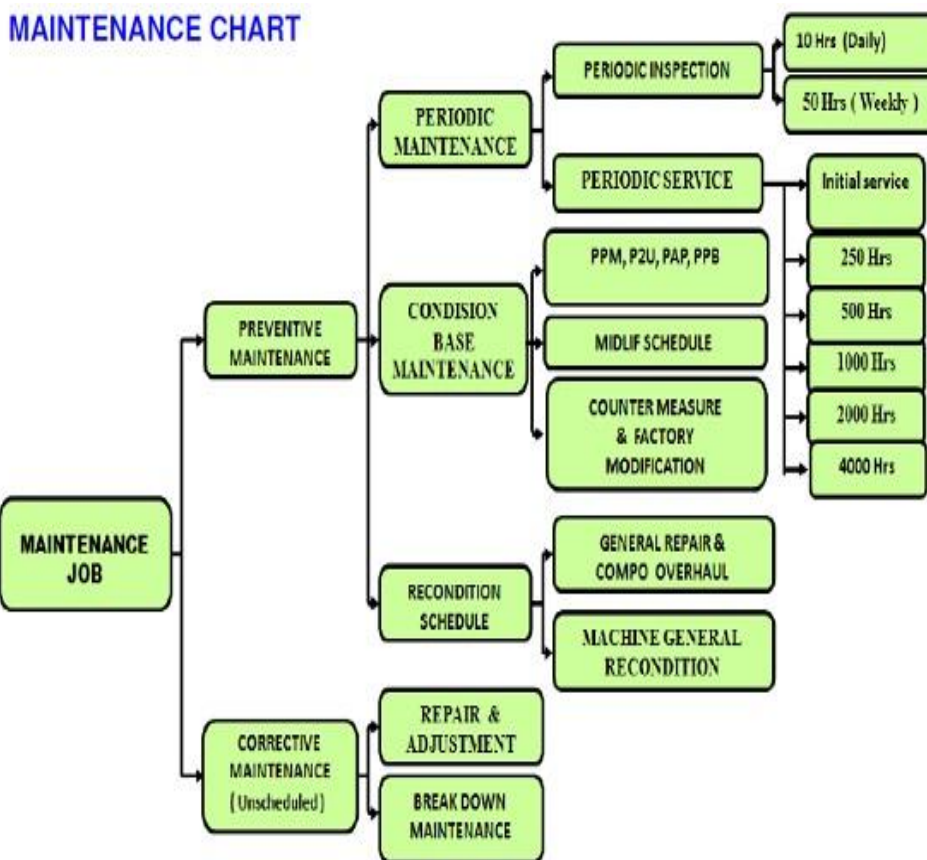 MAINTENANCE CHART
MAINTENANCE
JOB
PREVENTIVE
MAINTENANCE
PERIODIC
MAINTENANCE
PERIODIC INSPECTION
10 Hrs (Daily)
50 Hrs ( Weekly )
PERIODIC SERVICE
Initial service
250 Hrs
500 Hrs
1000 Hrs
2000 Hrs
4000 Hrs
CONDISION
BASE
MAINTENANCE
PPM, P2U, PAP, PPB
MIDLIF SCHEDULE
COUNTER MEASURE
& FACTORY
MODIFICATION
RECONDITION
SCHEDULE
GENERAL REPAIR &
COMPO OVERHAUL
MACHINE GENERAL
RECONDITION
CORRECTIVE
MAINTENANCE
( Unscheduled )
REPAIR &
ADJUSTMENT
BREAK DOWN
MAINTENANCE